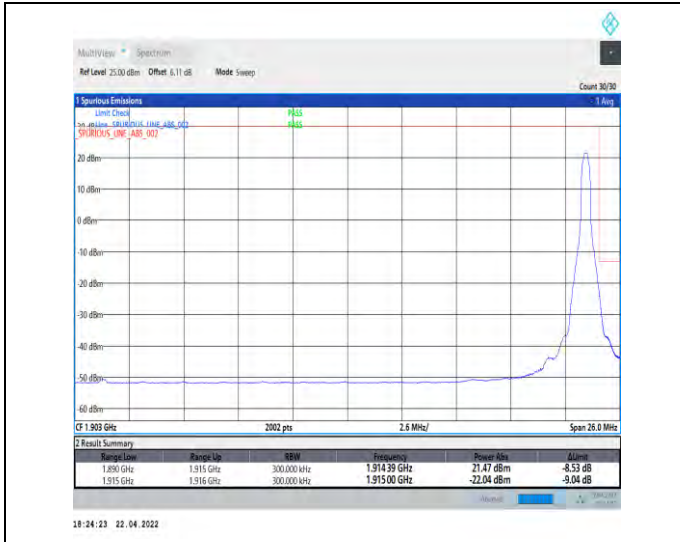 MultiView Spectrum
Ref Level 25.00 dBm Offset 6.11 dB Mode Sweep
Count 30/30
1 Spurious Emissions 1 Avg
Limit Check PASS
Line _SPURIOUS_LINE_ABS_002 PASS
SPURIOUS_LINE_ABS_002
20 dBm
10 dBm
0 dBm
-10 dBm
-20 dBm
-30 dBm
-40 dBm
-50 dBm
-60 dBm
CF 1.903 GHz 2002 pts 2.6 MHz/ Span 26.0 MHz
2 Result Summary
Range Low Range Up RBW Frequency Power Abs ΔLimit
1.890 GHz 1.915 GHz 300.000 kHz 1.91439 GHz 21.47 dBm -8.53 dB
1.915 GHz 1.916 GHz 300.000 kHz 1.91500 GHz -22.04 dBm -9.04 dB
18:24:23 22.04.2022